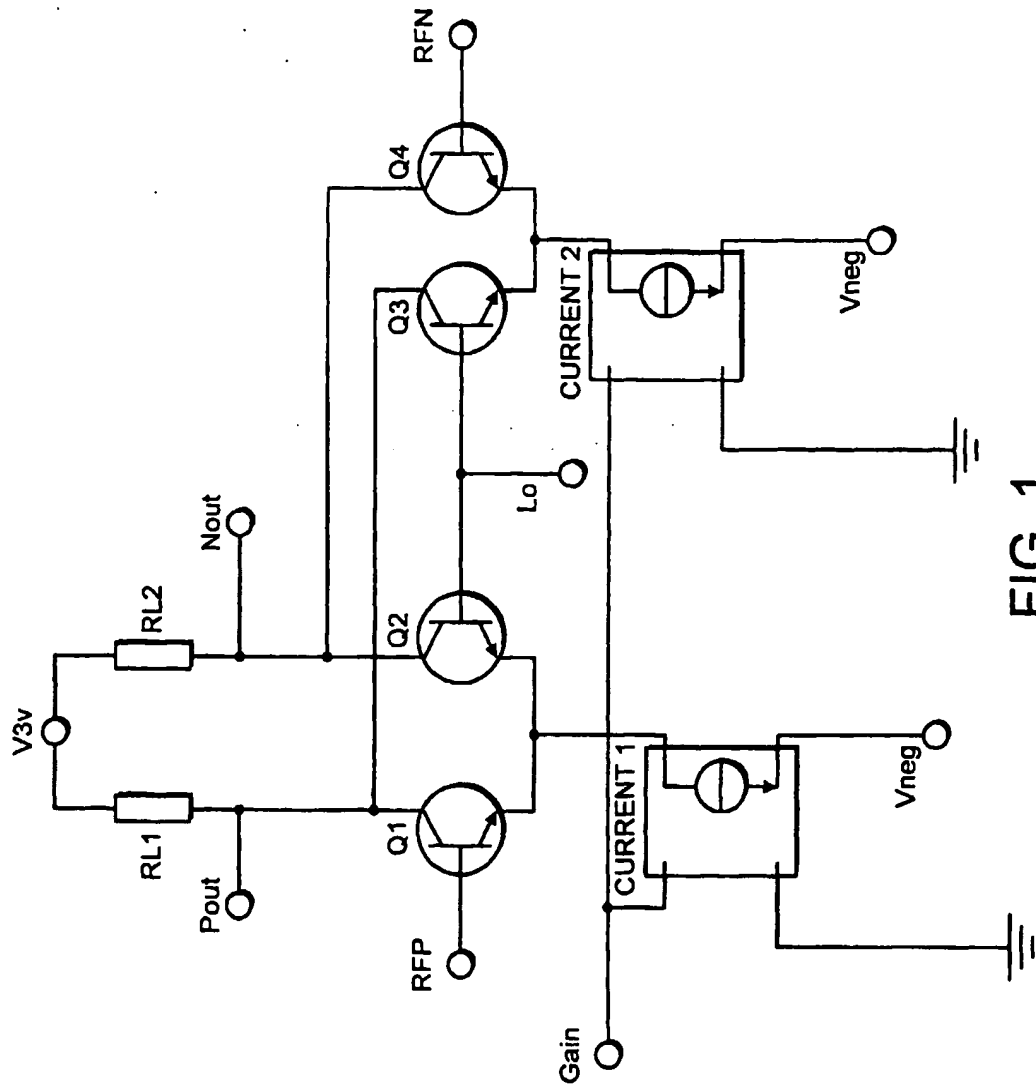 V3v
RL1
RL2
Pout
Nout
Q1
Q2
Q3
Q4
RFP
RFN
Lo
Gain
CURRENT 1
CURRENT 2
Vneg
Vneg
FIG. 1